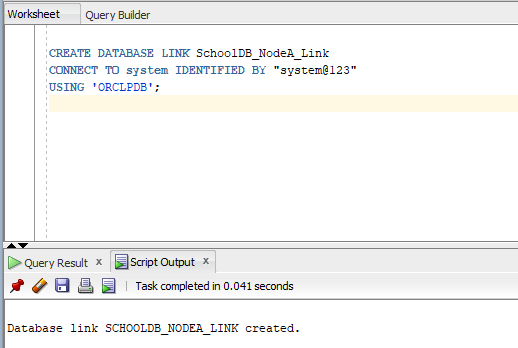 Worksheet Query Builder
CREATE DATABASE LINK SchoolDB_NodeA_Link
CONNECT TO system IDENTIFIED BY "system@123"
USING 'ORCLPDB';
Query Result x Script Output x
Task completed in 0.041 seconds
Database link SCHOOLDB_NODEA_LINK created.